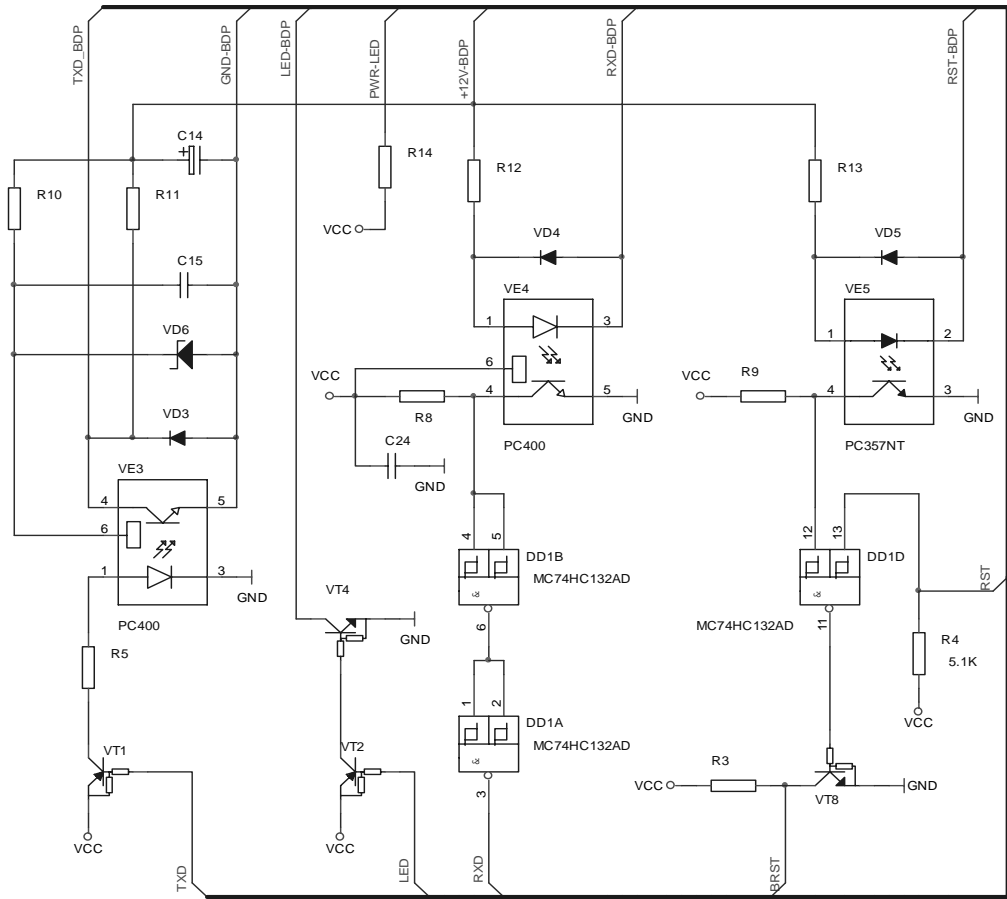 TXD_BDP
GND-BDP
LED-BDP
PWR-LED
+12V-BDP
RXD-BDP
RST-BDP
C14
+
R10
R11
R14
R12
R13
VCC
C15
VD4
VD5
VD6
VE4
VE5
1
3
1
2
6
VCC
4
5
GND
R8
VCC
R9
4
3
GND
VD3
C24
GND
PC400
PC357NT
VE3
4
5
6
1
3
GND
PC400
4
5
DD1B
MC74HC132AD
&
6
12
13
DD1D
&
MC74HC132AD
11
RST
R4
5.1K
VCC
VT4
GND
R5
1
2
DD1A
MC74HC132AD
&
3
VT1
VT2
VCC
VCC
R3
VCC
GND
VT8
TXD
LED
RXD
BRST